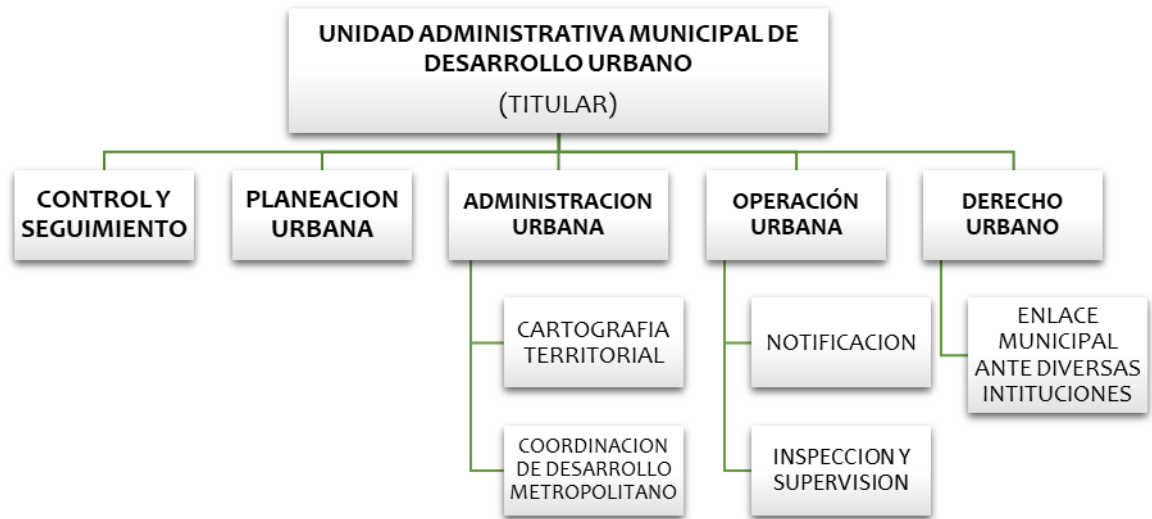 UNIDAD ADMINISTRATIVA MUNICIPAL DE
DESARROLLO URBANO
(TITULAR)
CONTROL Y
SEGUIMIENTO
PLANEACION
URBANA
ADMINISTRACION
URBANA
OPERACIÓN
URBANA
DERECHO
URBANO
CARTOGRAFIA
TERRITORIAL
NOTIFICACION
ENLACE
MUNICIPAL
ANTE DIVERSAS
INTITUCIONES
COORDINACION
DE DESARROLLO
METROPOLITANO
INSPECCION Y
SUPERVISION